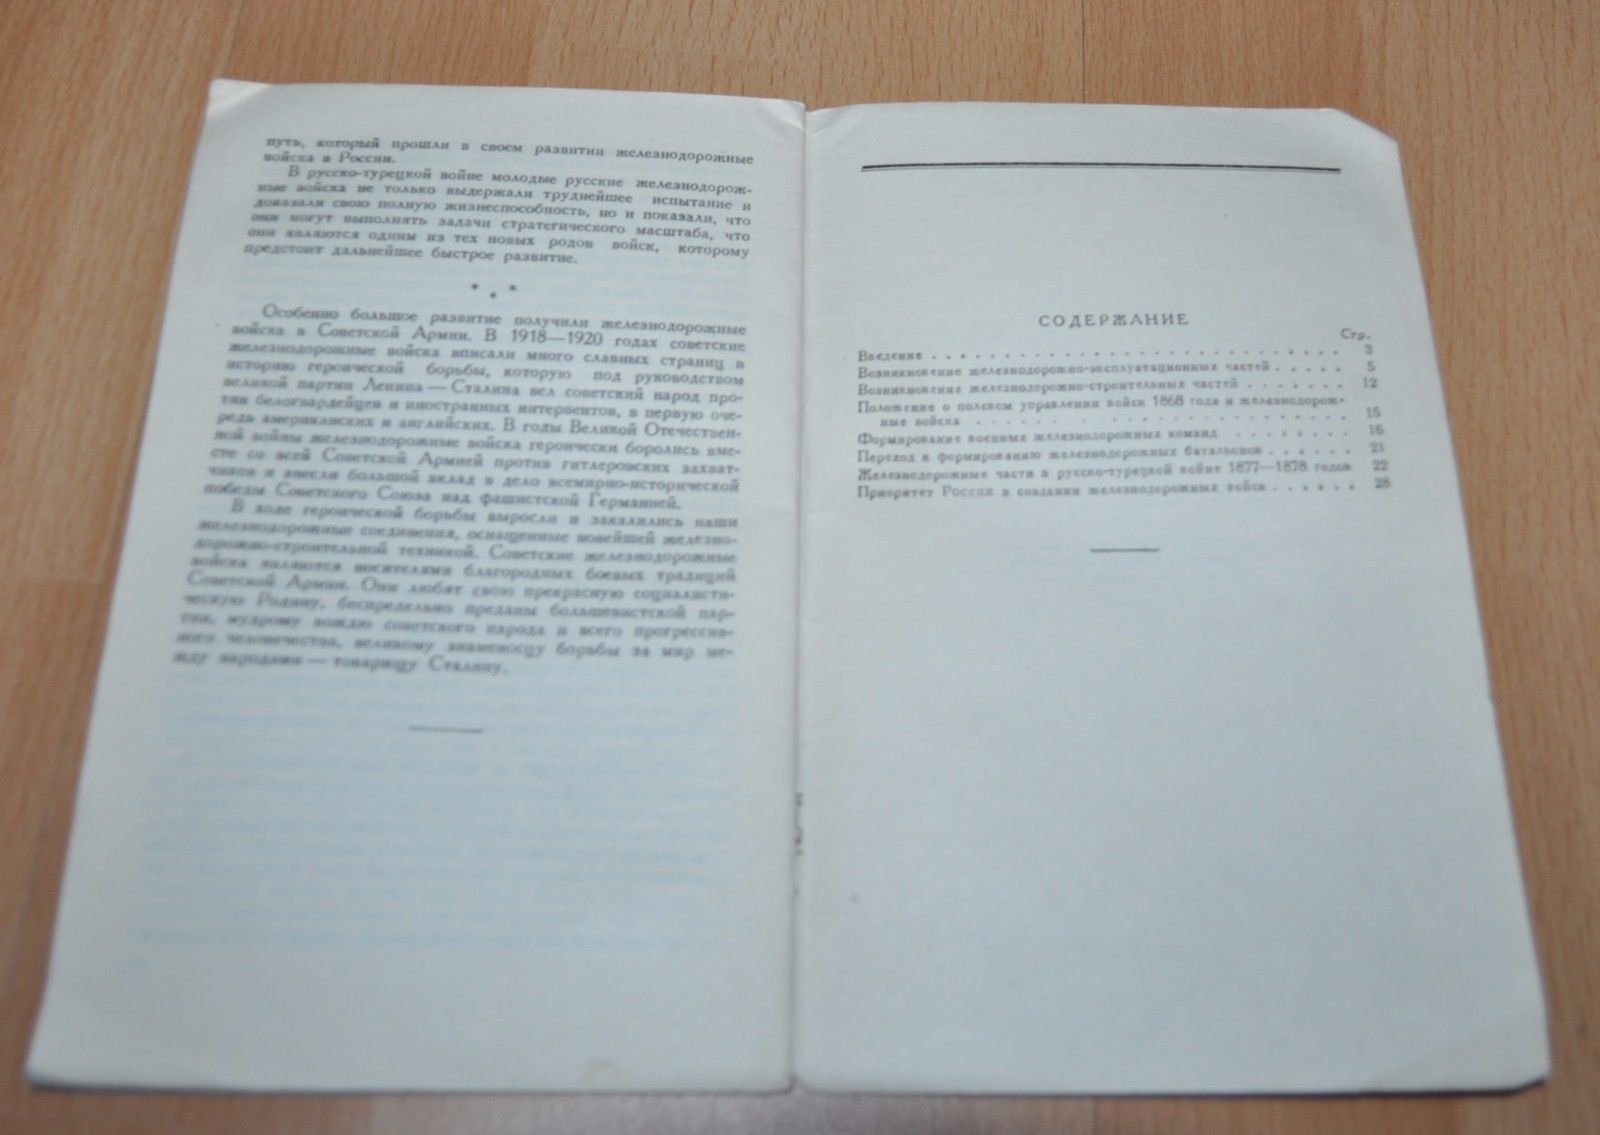 путь, который прошли в своем развитии железнодорожные
войска в России.
В русско-турецкой войне молодые русские железнодорож-
ные войска не только выдержали труднейшее испытание и
доказали свою полную жизнеспособность, но и показали, что
они могут выполнять задачи стратегического масштаба, что
они являются одним из тех новых родов войск, которому
предстоит дальнейшее быстрое развитие.
* * *
Особенно большое развитие получили железнодорожные
войска в Советской Армии. В 1918—1920 годах советские
железнодорожные войска вписали много славных страниц в
историю героической борьбы, которую под руководством
великой партии Ленина — Сталина вел советский народ про-
тив белогвардейцев и иностранных интервентов, в первую оче-
редь американских и английских. В годы Великой Отечествен-
ной войны железнодорожные войска героически боролись вме-
сте со всей Советской Армией против гитлеровских захват-
чиков и внесли большой вклад в дело всемирно-исторической
победы Советского Союза над фашистской Германией.
В ходе героической борьбы выросли и закалились наши
железнодорожные соединения, оснащенные новейшей железно-
дорожно-строительной техникой. Советские железнодорожные
войска являются носителями благородных боевых традиций
Советской Армии. Они любят свою прекрасную социалисти-
ческую Родину, беспредельно преданы большевистской пар-
тии, мудрому вождю советского народа и всего прогрессив-
ного человечества, великому знаменосцу борьбы за мир ме-
жду народами — товарищу Сталину.
СОДЕРЖАНИЕ
Стр.
Введение . . . . . . . . . . . . . . . . . . . . . . . . . . . . 3
Возникновение железнодорожно-эксплуатационных частей . . . . . 5
Возникновение железнодорожно-строительных частей . . . . . . . 12
Положение о полевом управлении войск 1868 года и железнодорож-
ные войска . . . . . . . . . . . . . . . . . . . . . . . . . 15
Формирование военных железнодорожных команд . . . . . . . . 16
Переход к формированию железнодорожных батальонов . . . . . . 21
Железнодорожные части в русско-турецкой войне 1877—1878 годов 22
Приоритет России в создании железнодорожных войск . . . . . . 28